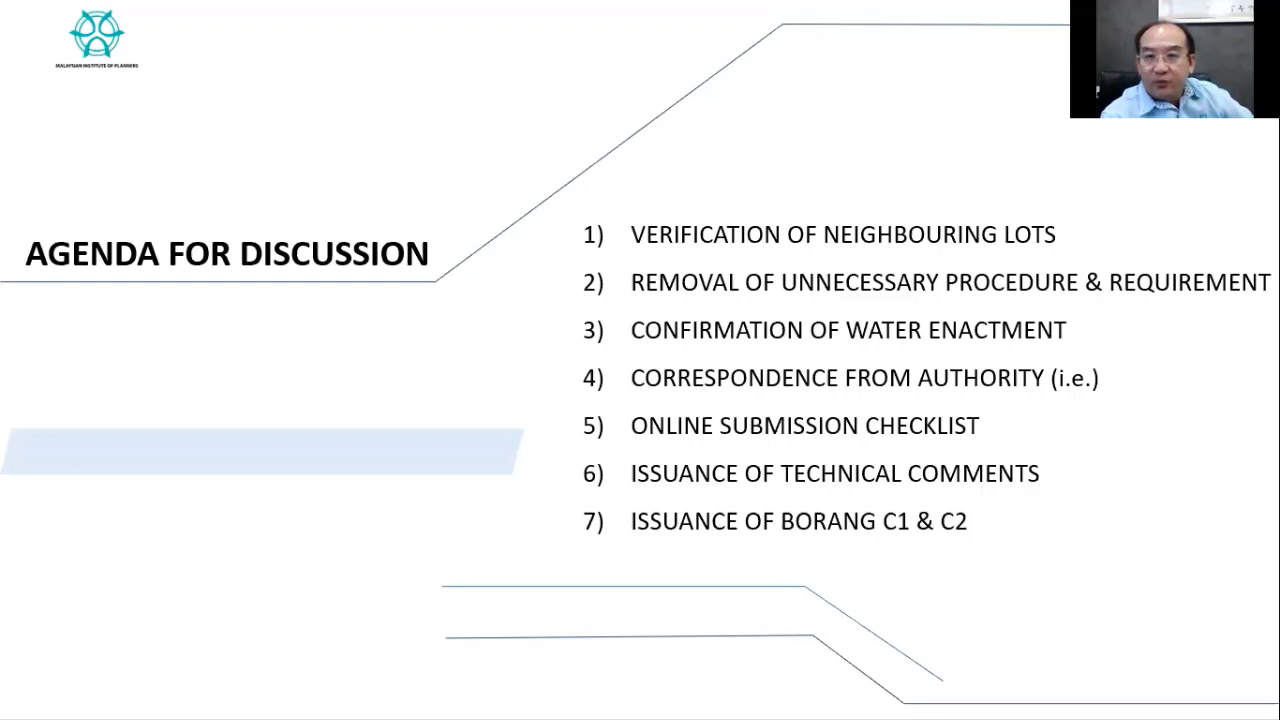 MALAYSIAN INSTITUTE OF PLANNERS
AGENDA FOR DISCUSSION
1) VERIFICATION OF NEIGHBOURING LOTS
2) REMOVAL OF UNNECESSARY PROCEDURE & REQUIREMENT
3) CONFIRMATION OF WATER ENACTMENT
4) CORRESPONDENCE FROM AUTHORITY (i.e.)
5) ONLINE SUBMISSION CHECKLIST
6) ISSUANCE OF TECHNICAL COMMENTS
7) ISSUANCE OF BORANG C1 & C2